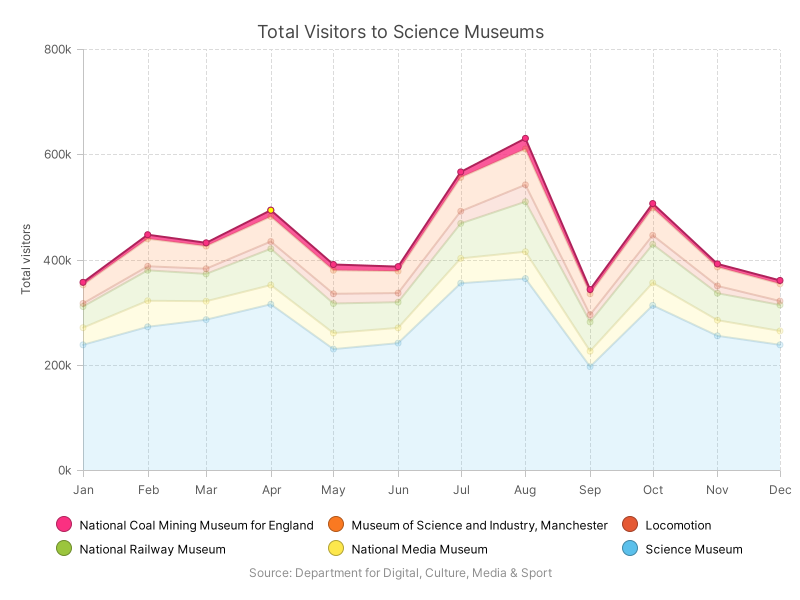 Total Visitors to Science Museums
800k
600k
400k
200k
0k
Total visitors
Jan Feb Mar Apr May Jun Jul Aug Sep Oct Nov Dec
National Coal Mining Museum for England Museum of Science and Industry, Manchester Locomotion
National Railway Museum National Media Museum Science Museum
Source: Department for Digital, Culture, Media & Sport